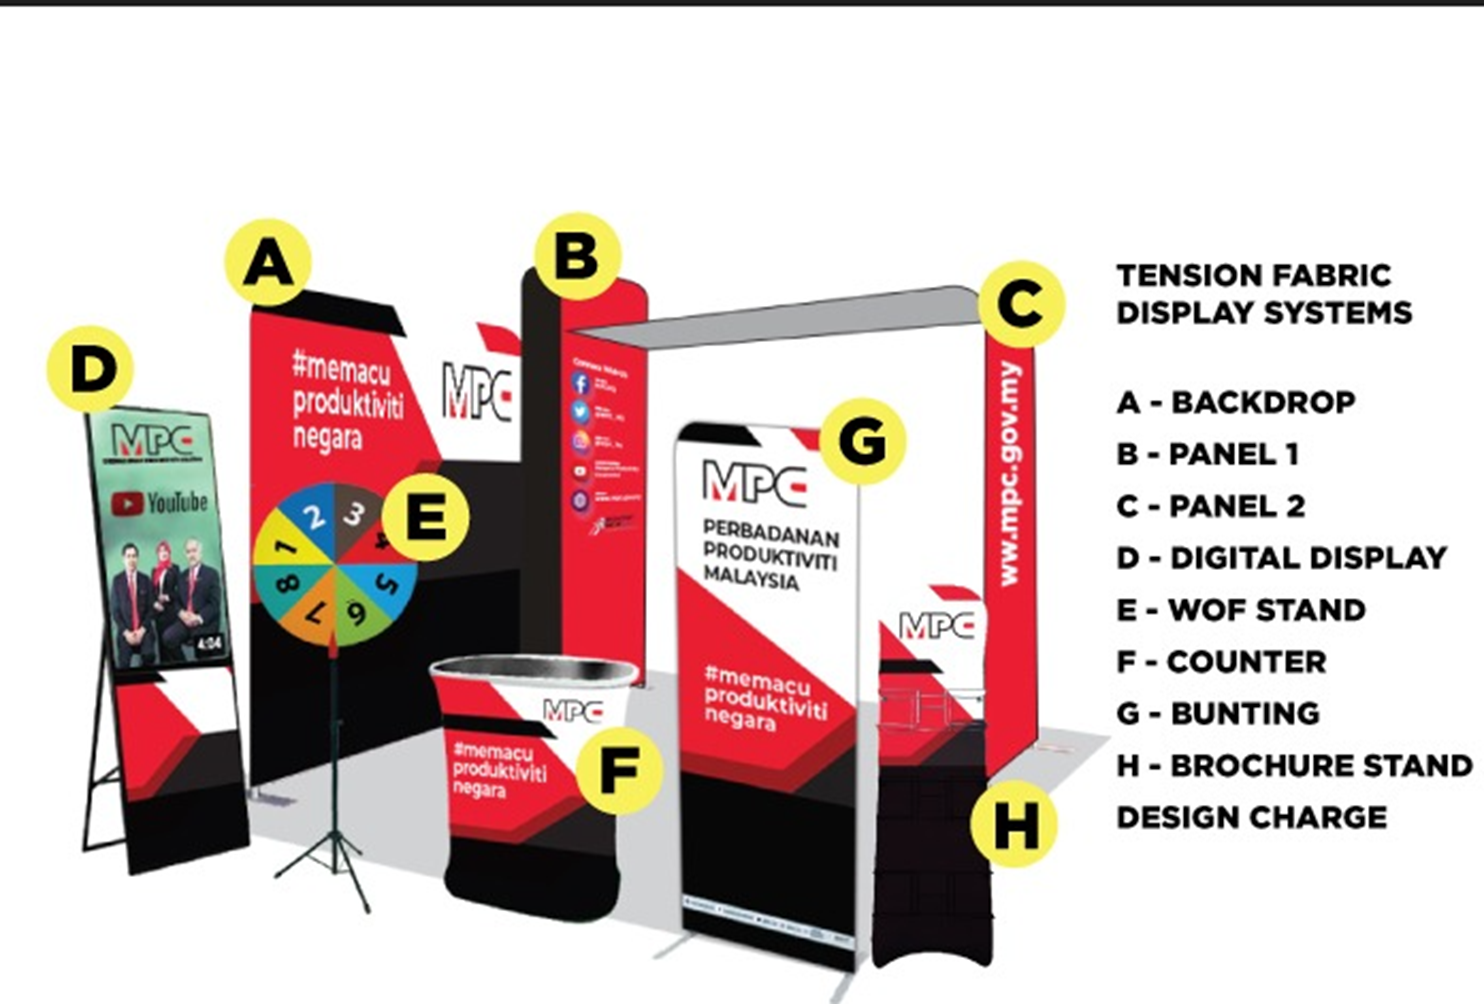 A
B
C
D
E
F
G
H
MPC
YouTube
4:04
#memacu
produktiviti
negara
MPC
1
2
3
4
5
6
7
8
MPC
#memacu
produktiviti
negara
MPC
PERBADANAN
PRODUKTIVITI
MALAYSIA
#memacu
produktiviti
negara
MPC
www.mpc.gov.my
TENSION FABRIC
DISPLAY SYSTEMS
A - BACKDROP
B - PANEL 1
C - PANEL 2
D - DIGITAL DISPLAY
E - WOF STAND
F - COUNTER
G - BUNTING
H - BROCHURE STAND
DESIGN CHARGE